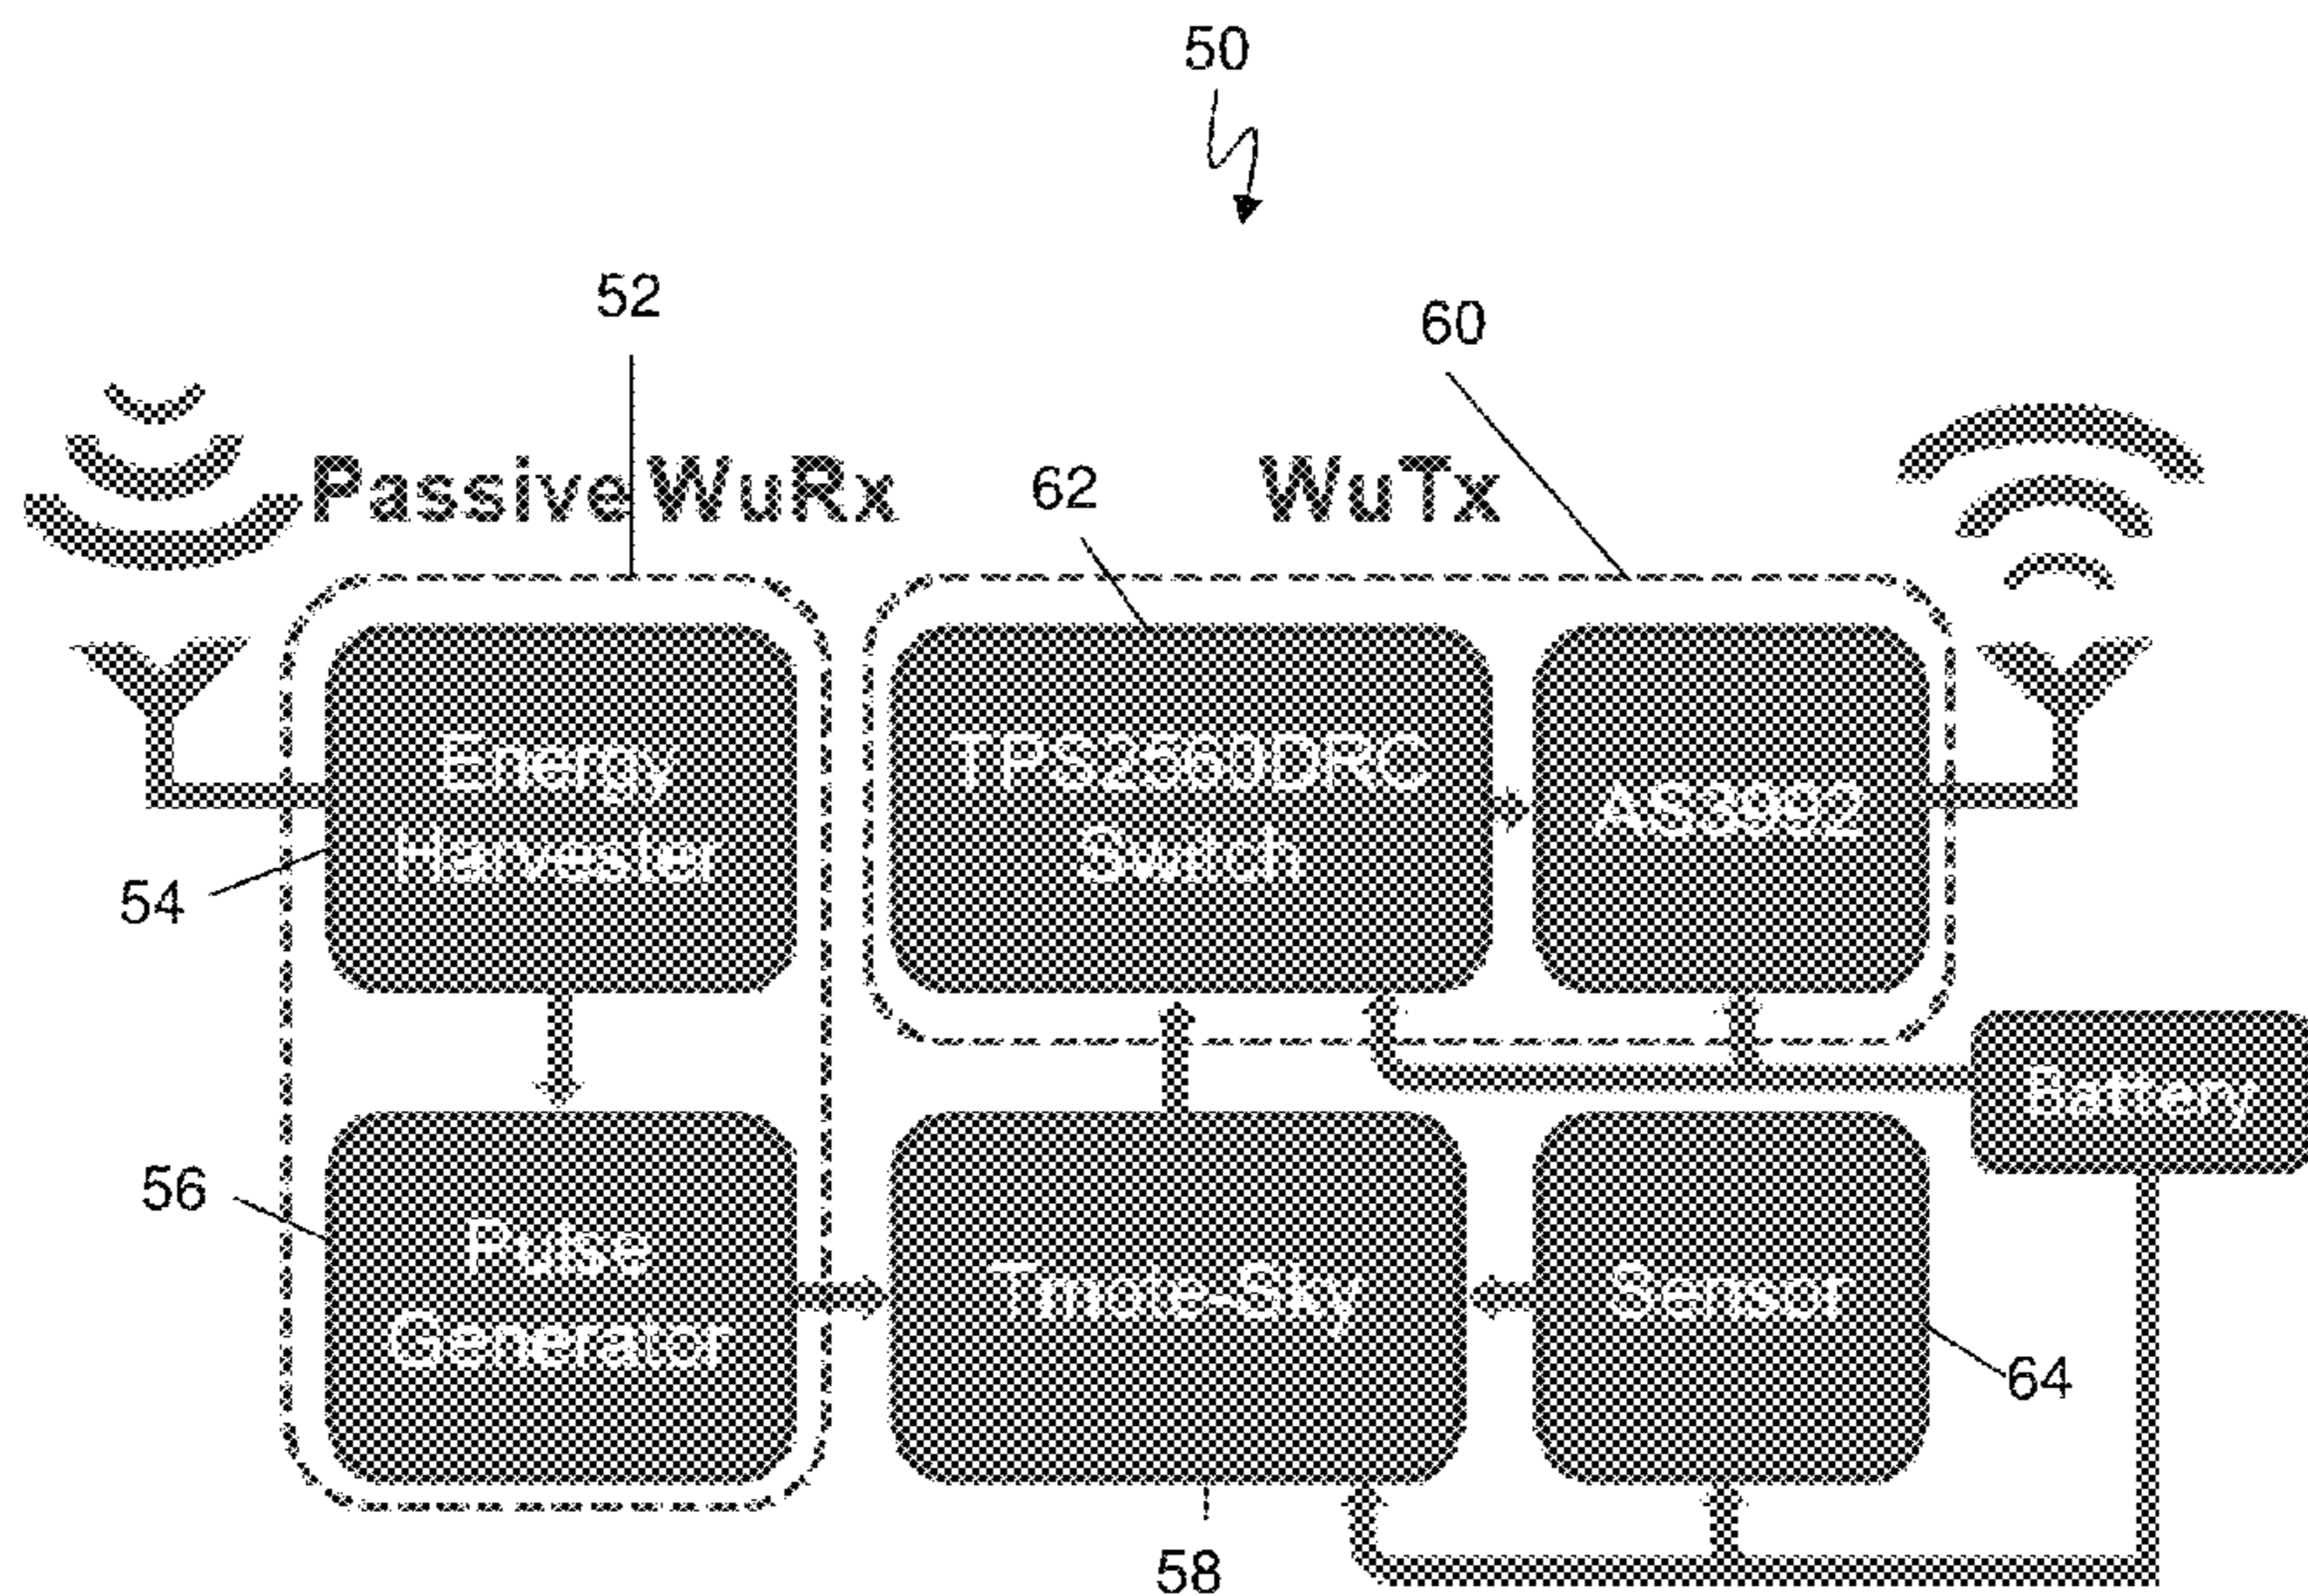 50
52
60
Passive WuRx
62
WuTx
Energy
Harvester
TPS2560DRC
Switch
AS3992
54
Battery
56
Pulse
Generator
Tmote-Sky
Sensor
64
58